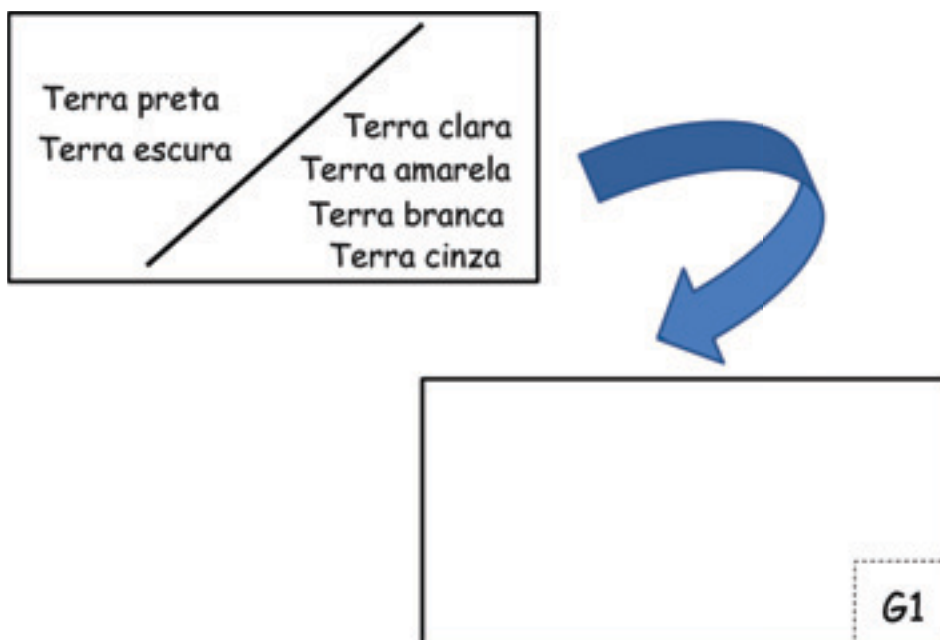 Terra preta
Terra escura
Terra clara
Terra amarela
Terra branca
Terra cinza
G1